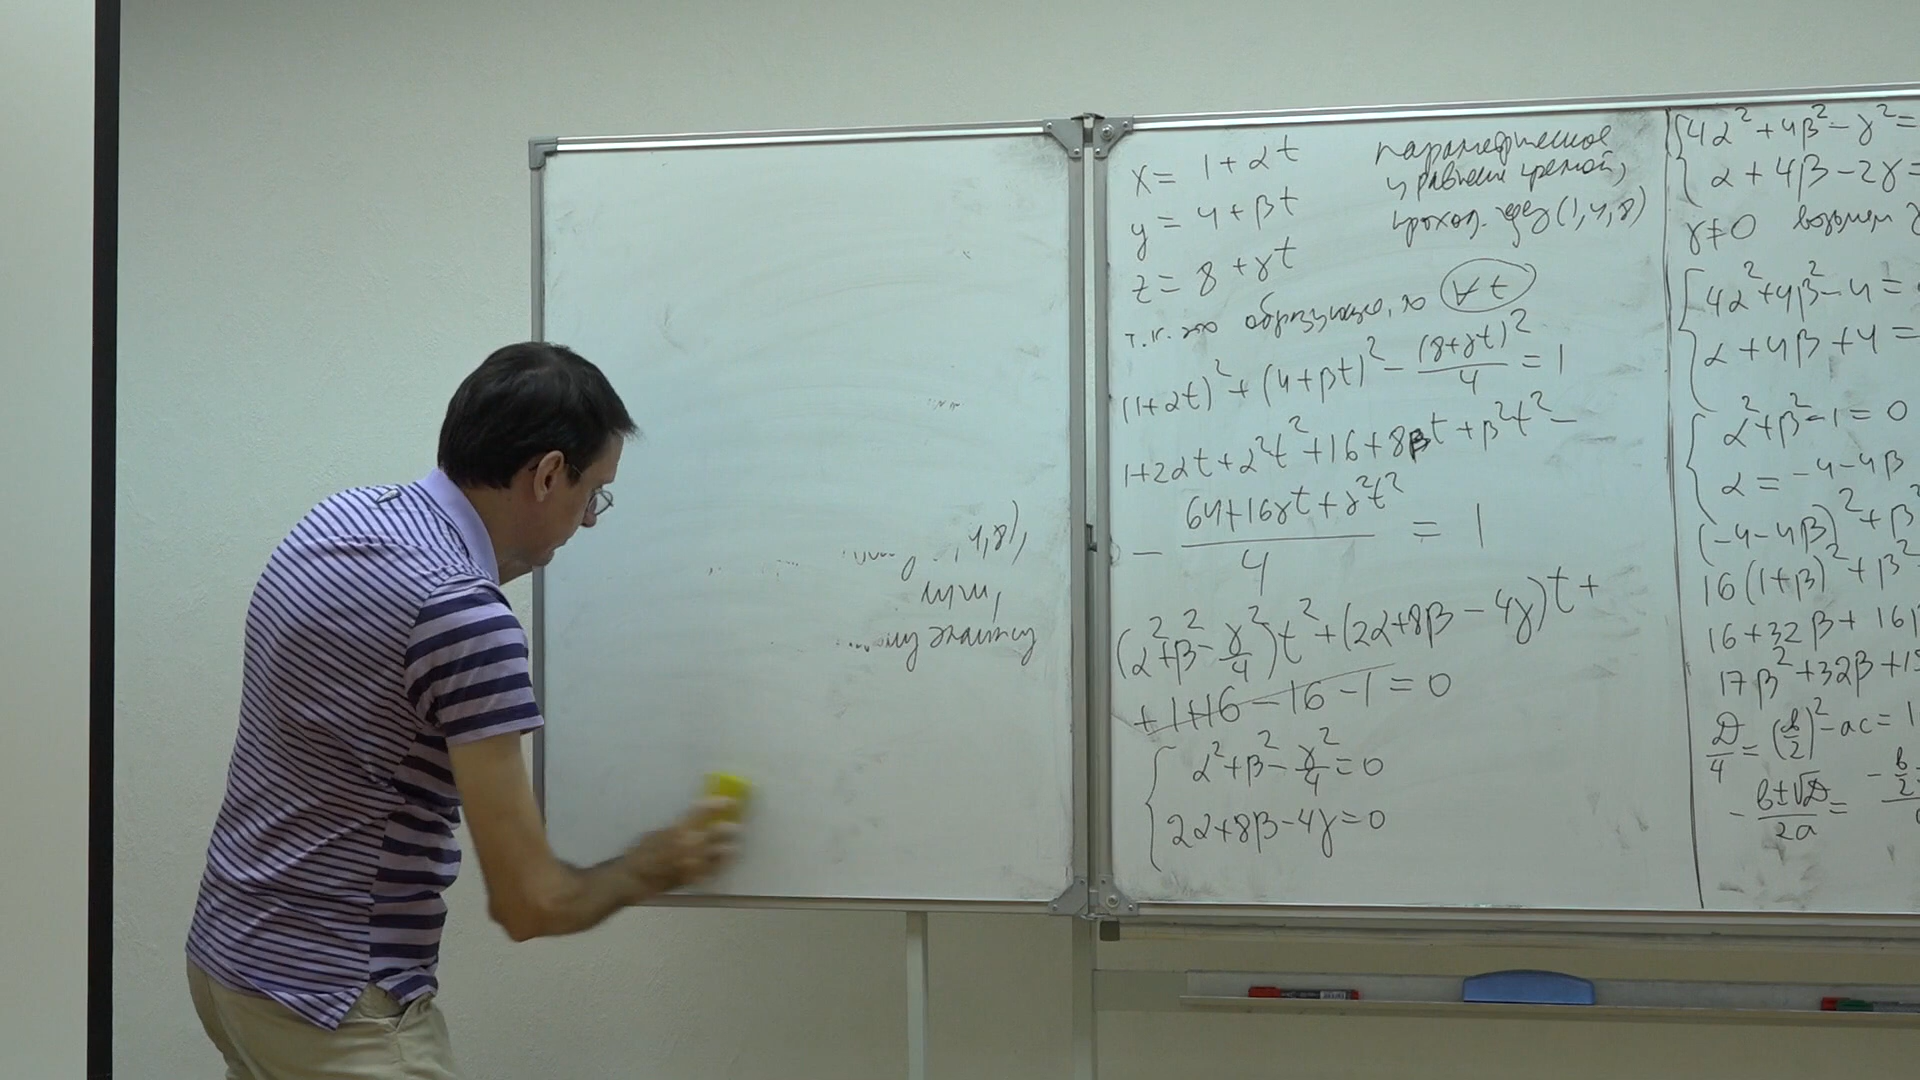 x = 1 + αt
y = 4 + βt
z = 8 + γt
параметрическое
уравнение прямой,
проход. через (1,4,8)
т.к. это образующая, то ∀t
(1+αt)² + (4+βt)² − (8+γt)²/4 = 1
1+2αt+α²t²+16+8βt+β²t² −
− (64+16γt+γ²t²)/4 = 1
(α²+β²−γ²/4)t²+(2α+8β−4γ)t+
+1+16−16−1=0
{ α²+β²−γ²/4=0
2α+8β−4γ=0
{ 4α²+4β²−γ²=
α+4β−2γ=
γ≠0 возьмем
{ 4α²+4β²−4=
α+4β+4=
{ α²+β²−1=0
α=−4−4β
(−4−4β)²+β²
16(1+β)²+β²
16+32β+16β
17β²+32β+15
D/4=(b/2)²−ac=1
−b±√D/2a = −b/2
(8,4,